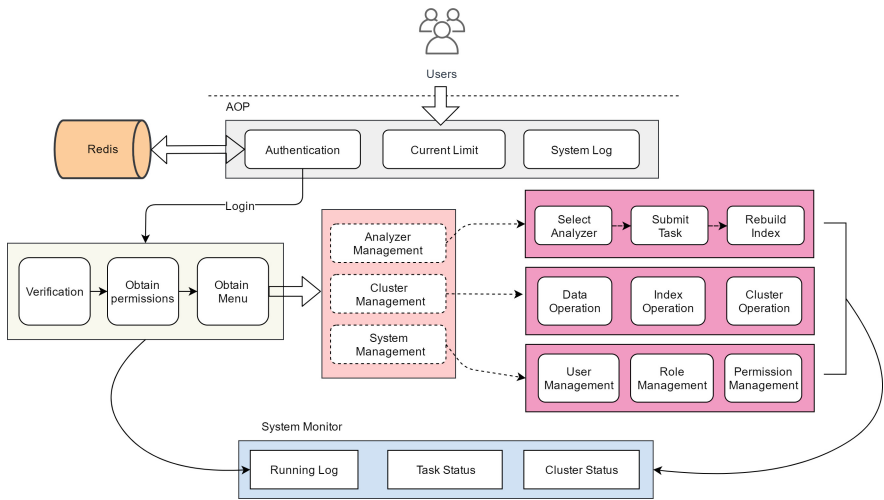 Users
AOP
Redis
Authentication
Current Limit
System Log
Login
Verification
Obtain
permissions
Obtain
Menu
Analyzer
Management
Cluster
Management
System
Management
Select
Analyzer
Submit
Task
Rebuild
Index
Data
Operation
Index
Operation
Cluster
Operation
User
Management
Role
Management
Permission
Management
System Monitor
Running Log
Task Status
Cluster Status